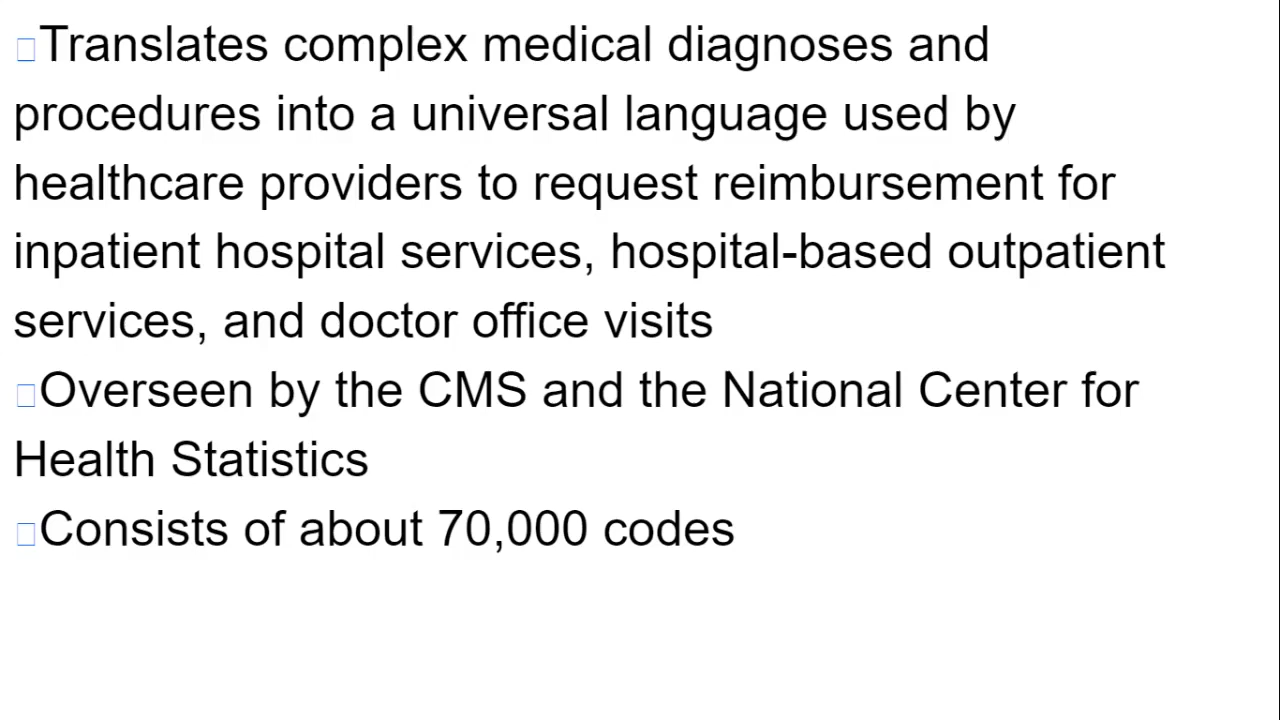 Translates complex medical diagnoses and
procedures into a universal language used by
healthcare providers to request reimbursement for
inpatient hospital services, hospital-based outpatient
services, and doctor office visits
Overseen by the CMS and the National Center for
Health Statistics
Consists of about 70,000 codes